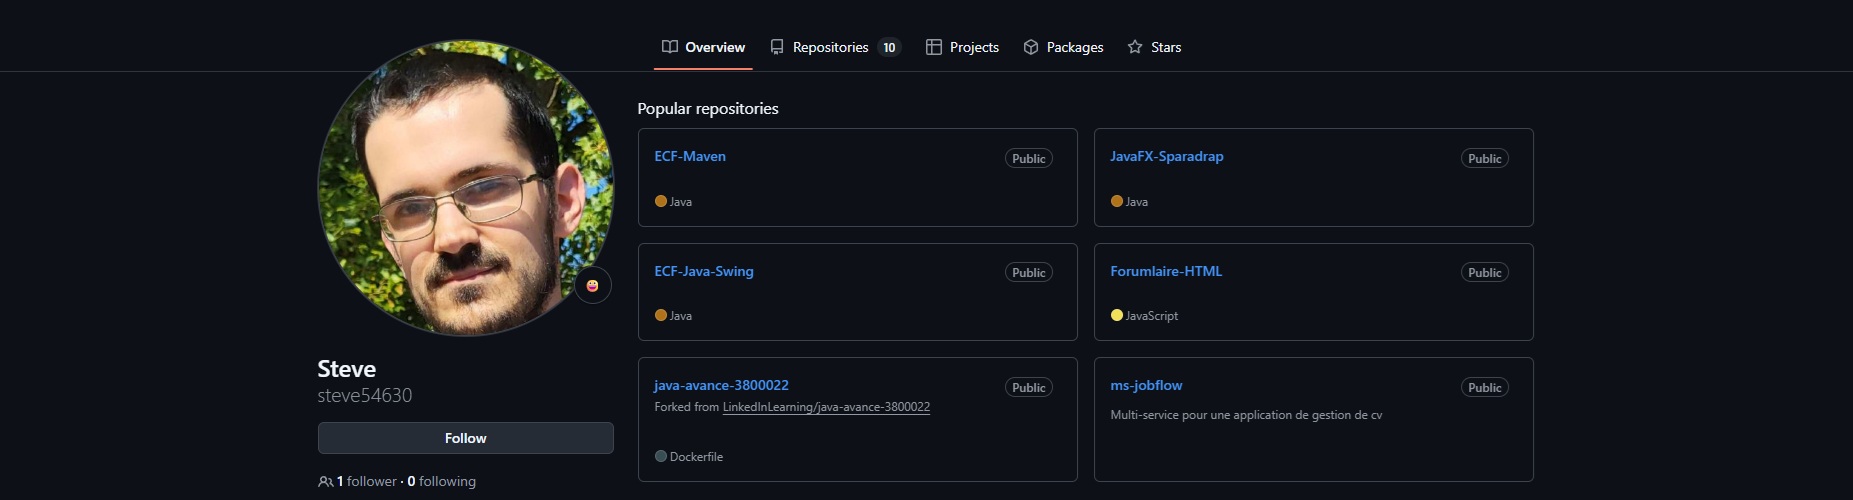 Overview Repositories 10 Projects Packages Stars
Popular repositories
ECF-Maven Public
Java
JavaFX-Sparadrap Public
Java
ECF-Java-Swing Public
Java
Forumlaire-HTML Public
JavaScript
java-avance-3800022 Public
Forked from LinkedInLearning/java-avance-3800022
Dockerfile
ms-jobflow Public
Multi-service pour une application de gestion de cv
Steve
steve54630
Follow
1 follower · 0 following